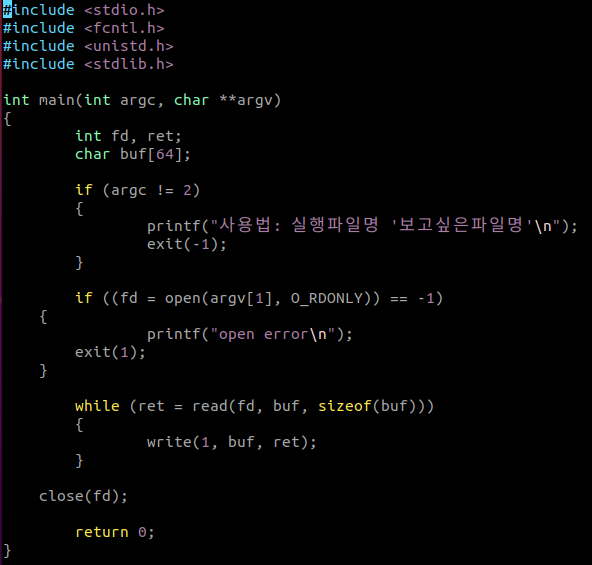 #include <stdio.h>
#include <fcntl.h>
#include <unistd.h>
#include <stdlib.h>

int main(int argc, char **argv)
{
        int fd, ret;
        char buf[64];

        if (argc != 2)
        {
                printf("사용법: 실행파일명 '보고싶은파일명'\n");
                exit(-1);
        }

        if ((fd = open(argv[1], O_RDONLY)) == -1)
    {
                printf("open error\n");
        exit(1);
    }

        while (ret = read(fd, buf, sizeof(buf)))
        {
                write(1, buf, ret);
        }

    close(fd);

        return 0;
}